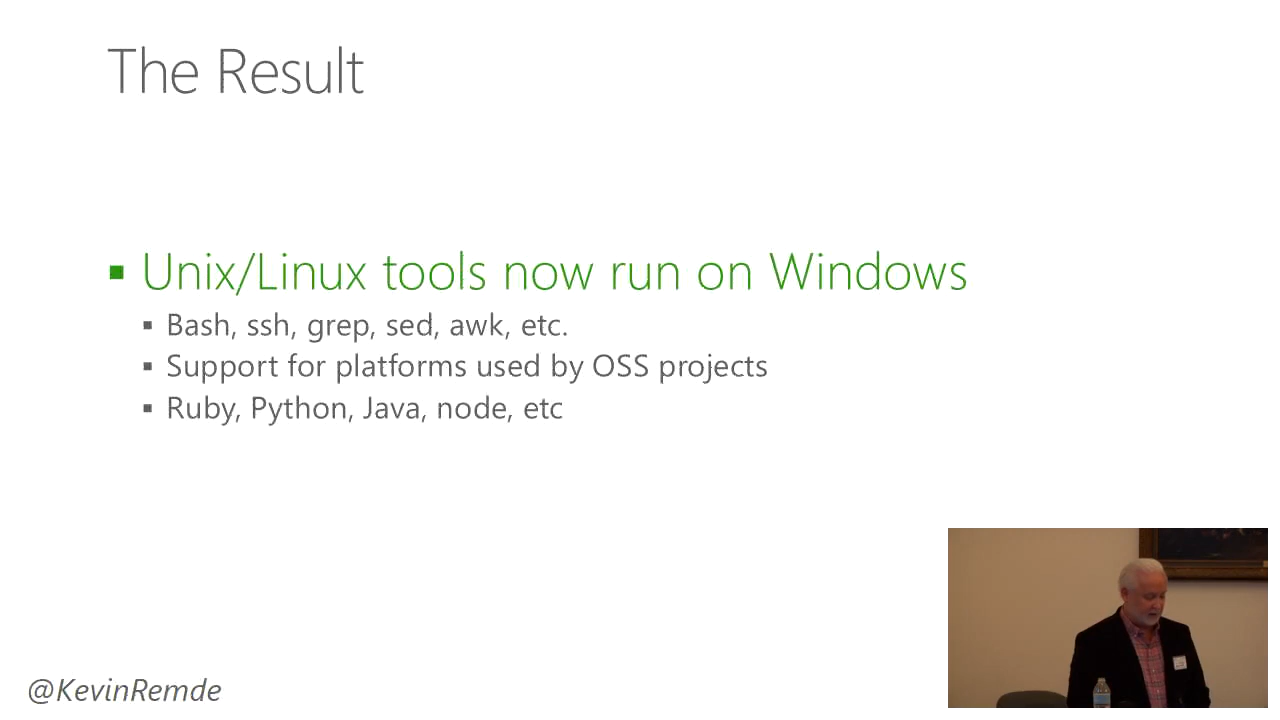 The Result
Unix/Linux tools now run on Windows
Bash, ssh, grep, sed, awk, etc.
Support for platforms used by OSS projects
Ruby, Python, Java, node, etc
@KevinRemde